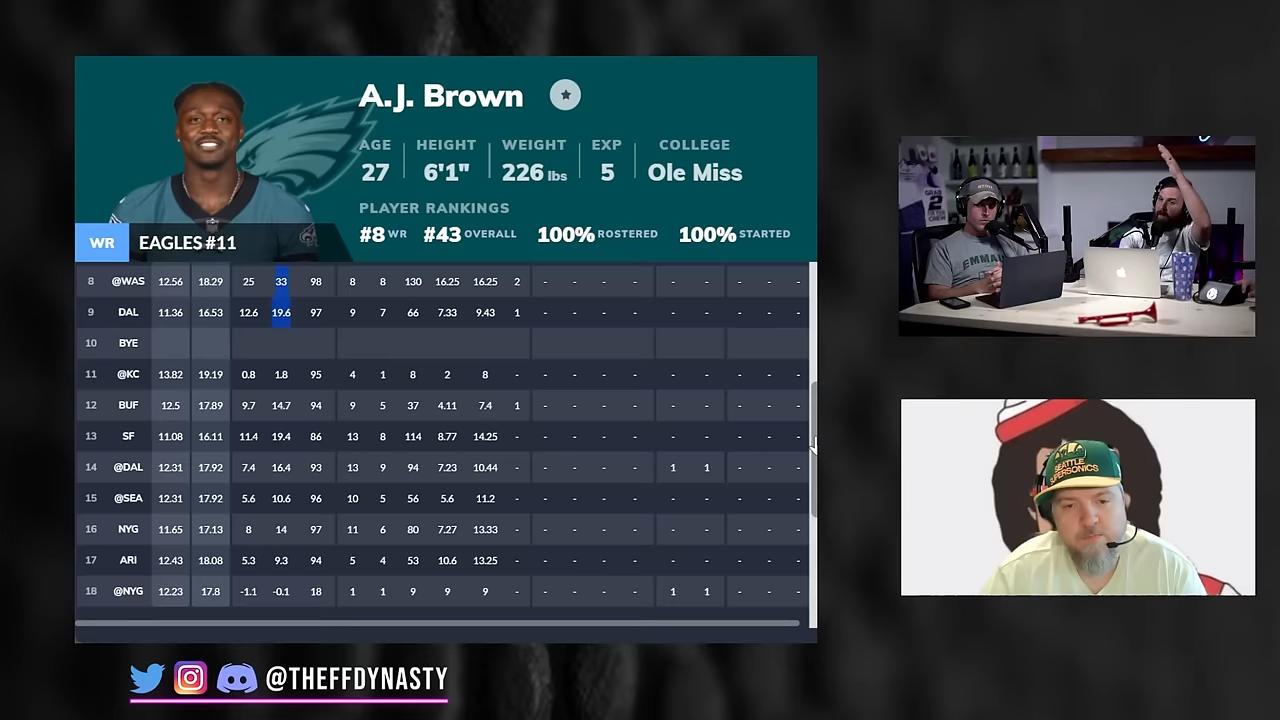 A.J. Brown
AGE HEIGHT WEIGHT EXP COLLEGE
27 6'1" 226 lbs 5 Ole Miss
PLAYER RANKINGS
#8 WR #43 OVERALL 100% ROSTERED 100% STARTED
WR EAGLES #11
8 @WAS 12.56 18.29 25 33 98 8 8 130 16.25 16.25 2 - - - - - - - - -
9 DAL 11.36 16.53 12.6 19.6 97 9 7 66 7.33 9.43 1 - - - - - - - - -
10 BYE
11 @KC 13.82 19.19 0.8 1.8 95 4 1 8 2 8 - - - - - - - - - -
12 BUF 12.5 17.89 9.7 14.7 94 9 5 37 4.11 7.4 1 - - - - - - - - -
13 SF 11.08 16.11 11.4 19.4 86 13 8 114 8.77 14.25 - - - - - - - - - -
14 @DAL 12.31 17.92 7.4 16.4 93 13 9 94 7.23 10.44 - - - - - 1 1 - - -
15 @SEA 12.31 17.92 5.6 10.6 96 10 5 56 5.6 11.2 - - - - - - - - - -
16 NYG 11.65 17.13 8 14 97 11 6 80 7.27 13.33 - - - - - - - - - -
17 ARI 12.43 18.08 5.3 9.3 94 5 4 53 10.6 13.25 - - - - - - - - - -
18 @NYG 12.23 17.8 -1.1 -0.1 18 1 1 9 9 9 - - - - - 1 1 - - -
GRAB
2
EMMA
SEATTLE
SUPERSONICS
@THEFFDYNASTY